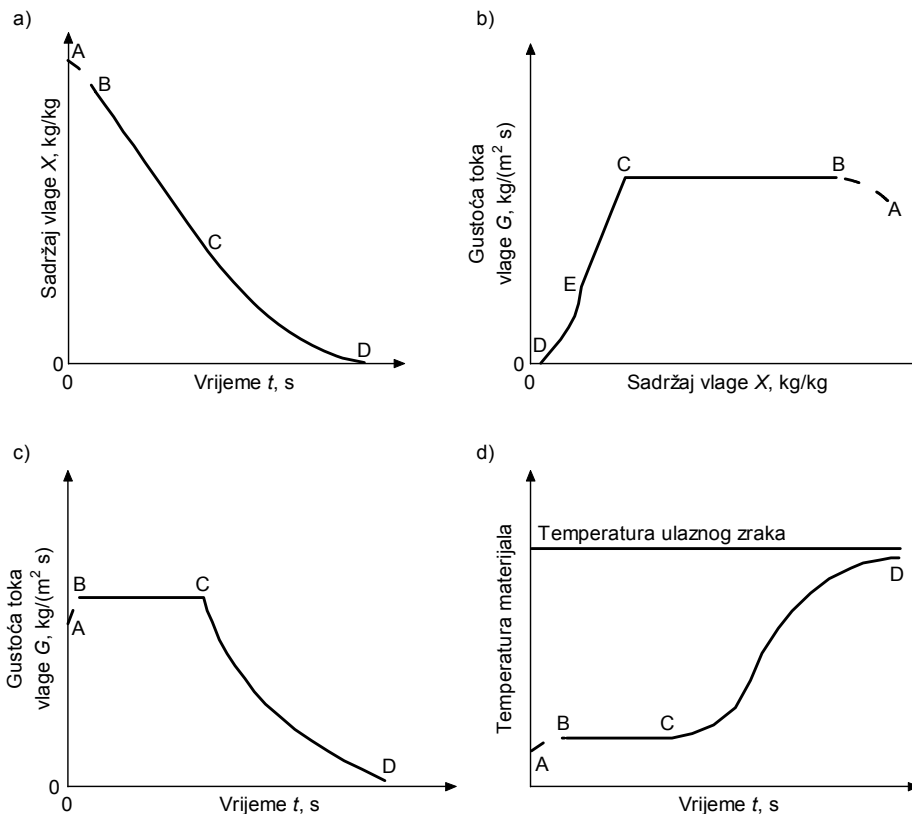 a)
Sadržaj vlage X, kg/kg
A
B
C
D
0
0
Vrijeme t, s
b)
Gustoća toka
vlage G, kg/(m² s)
C
B
A
E
D
0
0
Sadržaj vlage X, kg/kg
c)
Gustoća toka
vlage G, kg/(m² s)
B
C
A
D
0
0
Vrijeme t, s
d)
Temperatura materijala
Temperatura ulaznog zraka
D
B
C
A
0
Vrijeme t, s